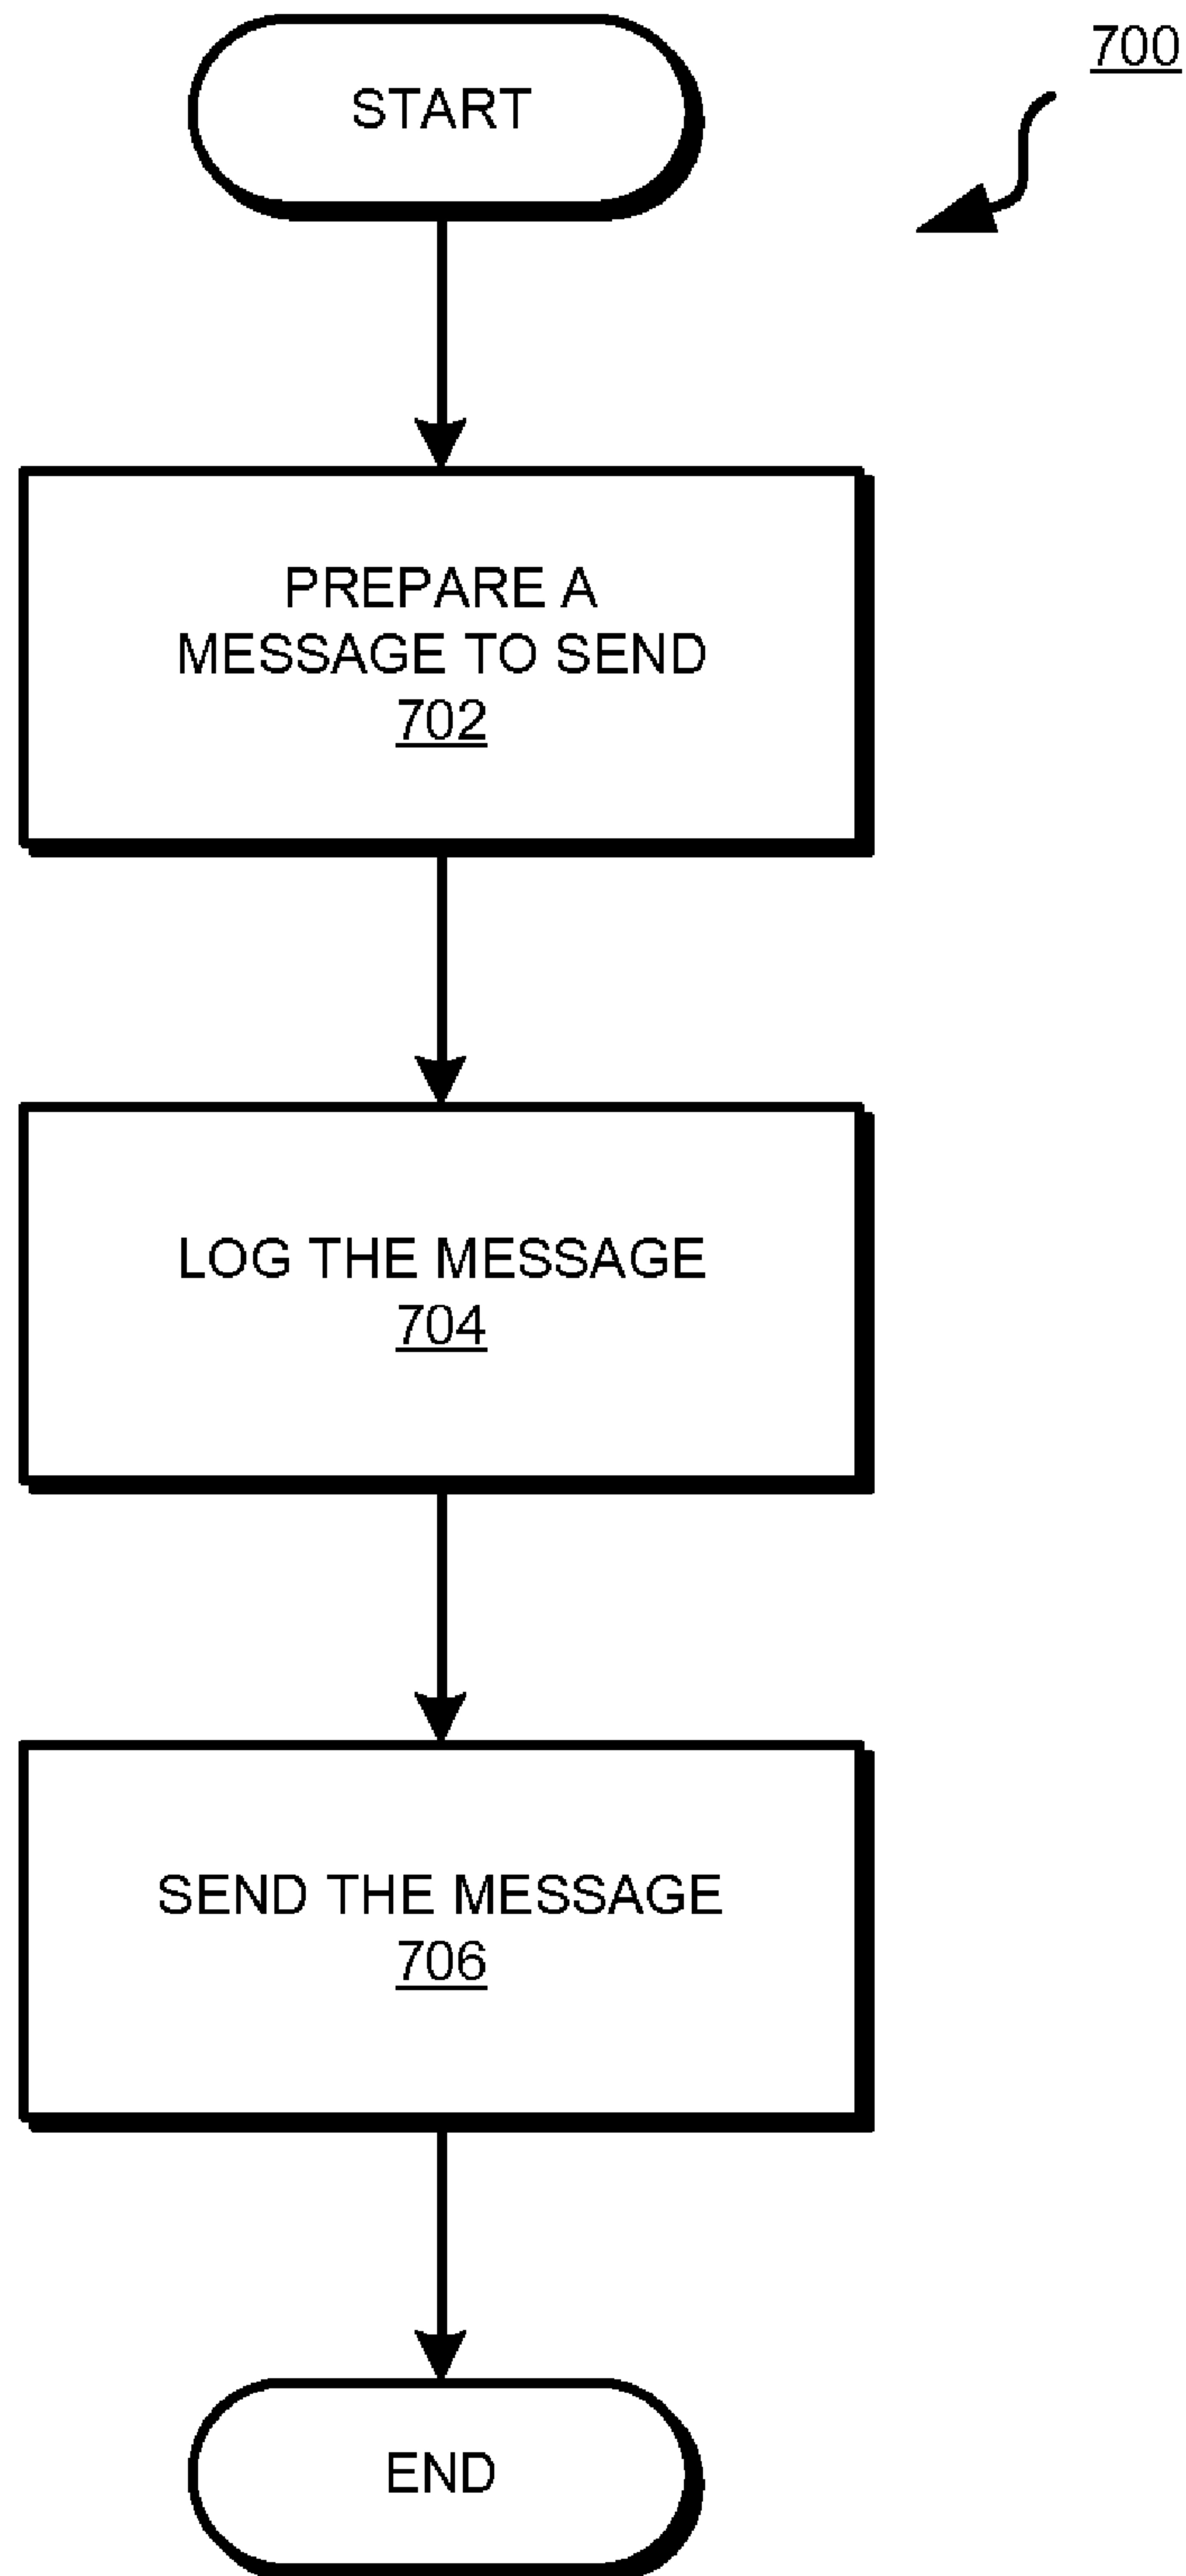 START
700
PREPARE A
MESSAGE TO SEND
702
LOG THE MESSAGE
704
SEND THE MESSAGE
706
END